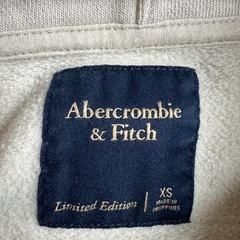 Abercrombie
& Fitch
Limited Edition
XS
MADE IN
PHILIPPINES